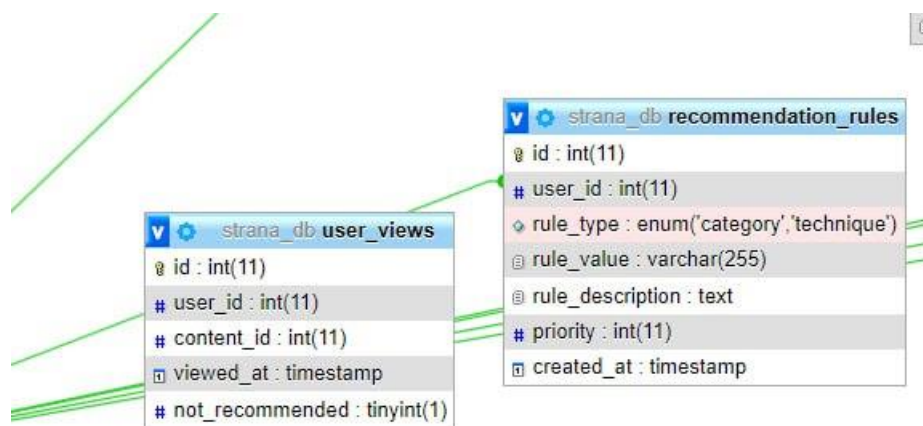 strana_db recommendation_rules
id : int(11)
user_id : int(11)
rule_type : enum('category','technique')
rule_value : varchar(255)
rule_description : text
priority : int(11)
created_at : timestamp
strana_db user_views
id : int(11)
user_id : int(11)
content_id : int(11)
viewed_at : timestamp
not_recommended : tinyint(1)